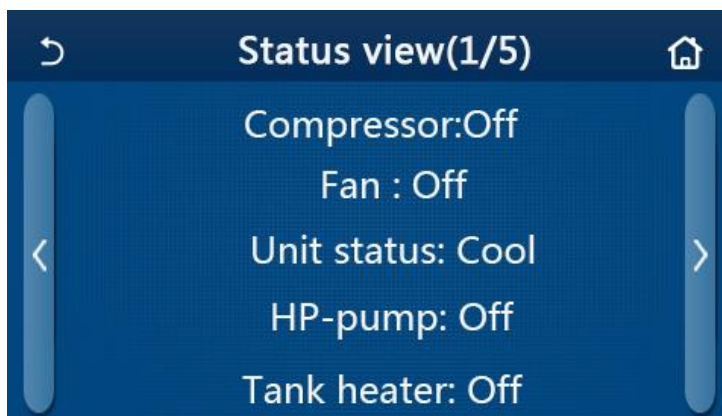 Status view(1/5)
Compressor:Off
Fan : Off
Unit status: Cool
HP-pump: Off
Tank heater: Off